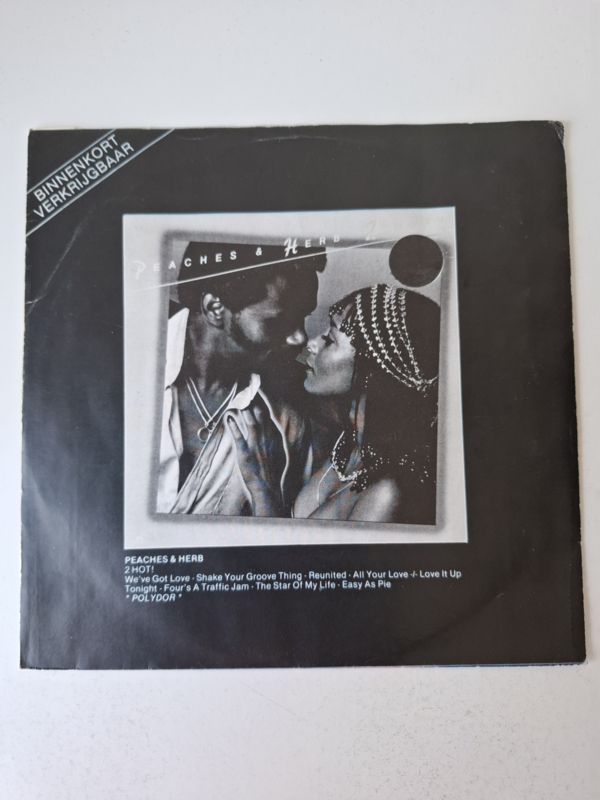 BINNENKORT
VERKRIJGBAAR
PEACHES & HERB 2
PEACHES & HERB
2 HOT!
We've Got Love - Shake Your Groove Thing - Reunited - All Your Love -/- Love It Up
Tonight - Four's A Traffic Jam - The Star Of My Life - Easy As Pie
* POLYDOR *